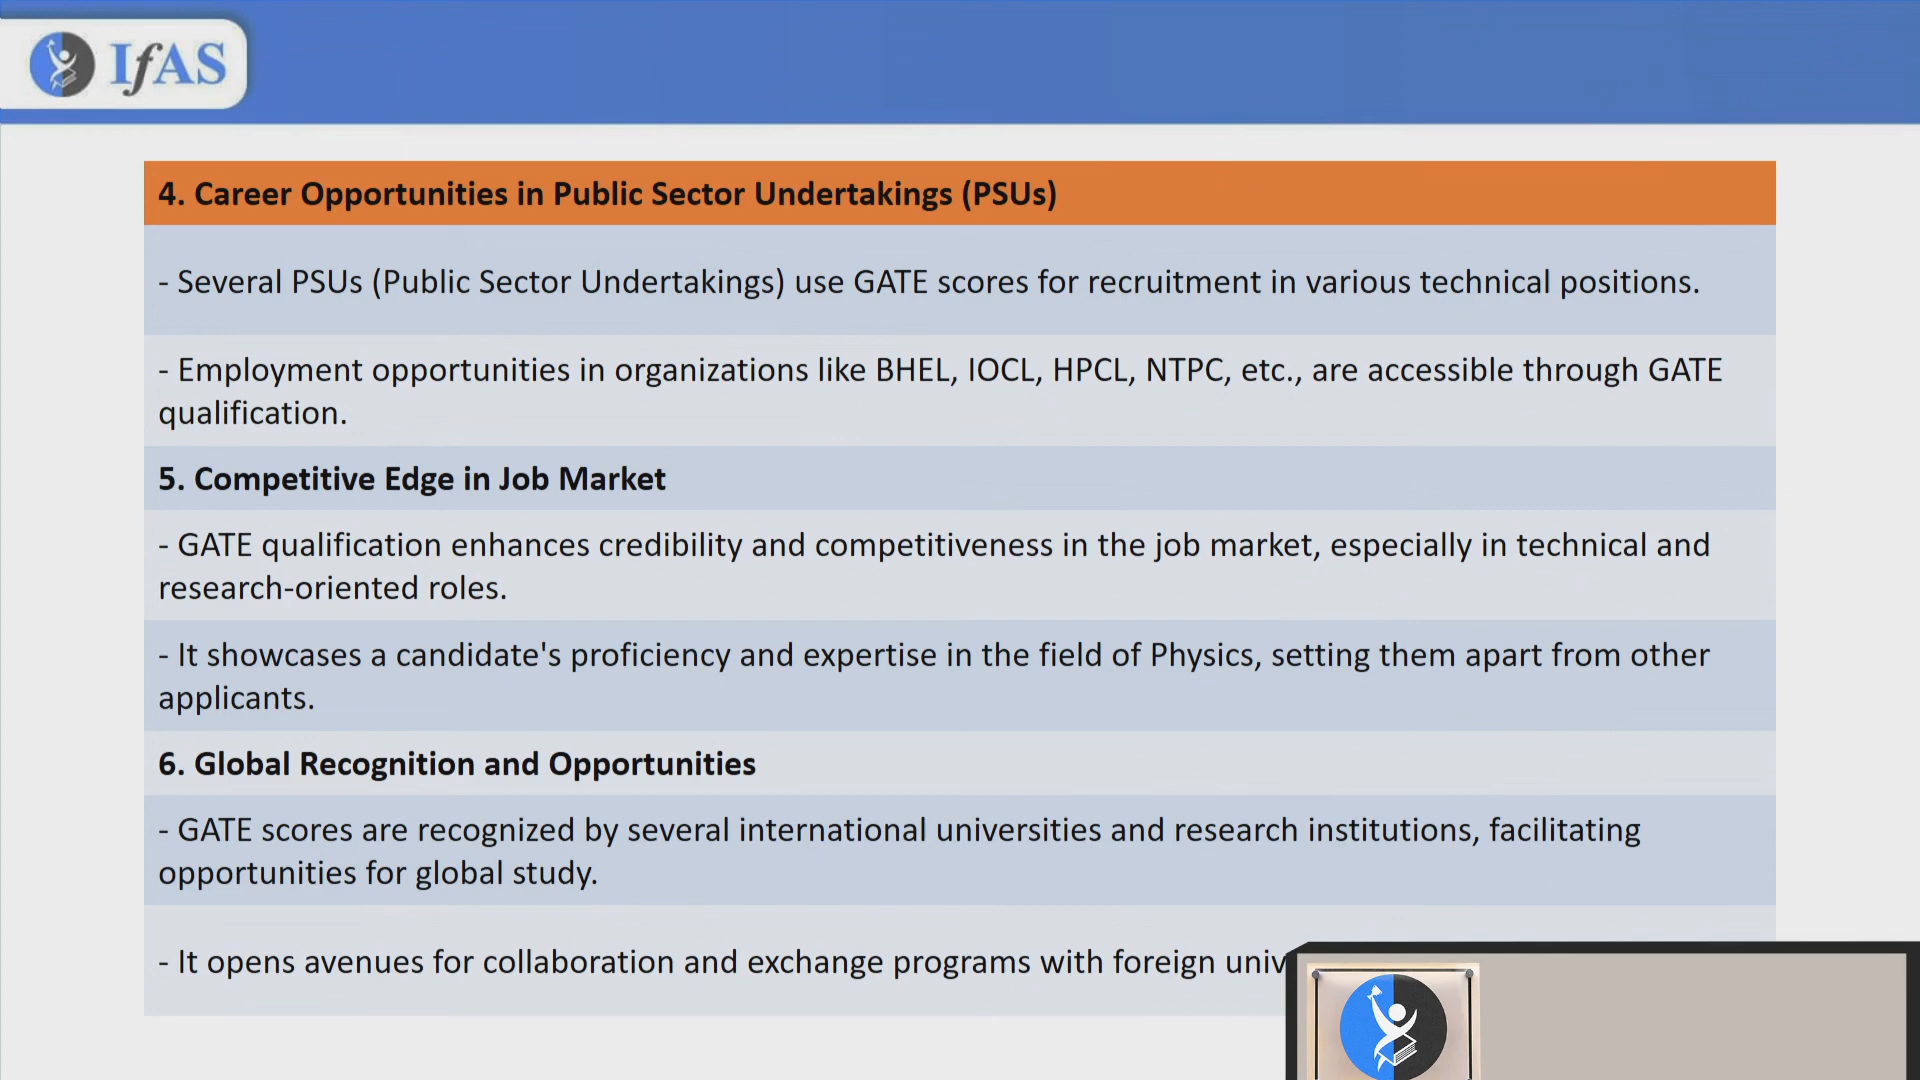 IfAS
4. Career Opportunities in Public Sector Undertakings (PSUs)
- Several PSUs (Public Sector Undertakings) use GATE scores for recruitment in various technical positions.
- Employment opportunities in organizations like BHEL, IOCL, HPCL, NTPC, etc., are accessible through GATE
qualification.
5. Competitive Edge in Job Market
- GATE qualification enhances credibility and competitiveness in the job market, especially in technical and
research-oriented roles.
- It showcases a candidate's proficiency and expertise in the field of Physics, setting them apart from other
applicants.
6. Global Recognition and Opportunities
- GATE scores are recognized by several international universities and research institutions, facilitating
opportunities for global study.
- It opens avenues for collaboration and exchange programs with foreign